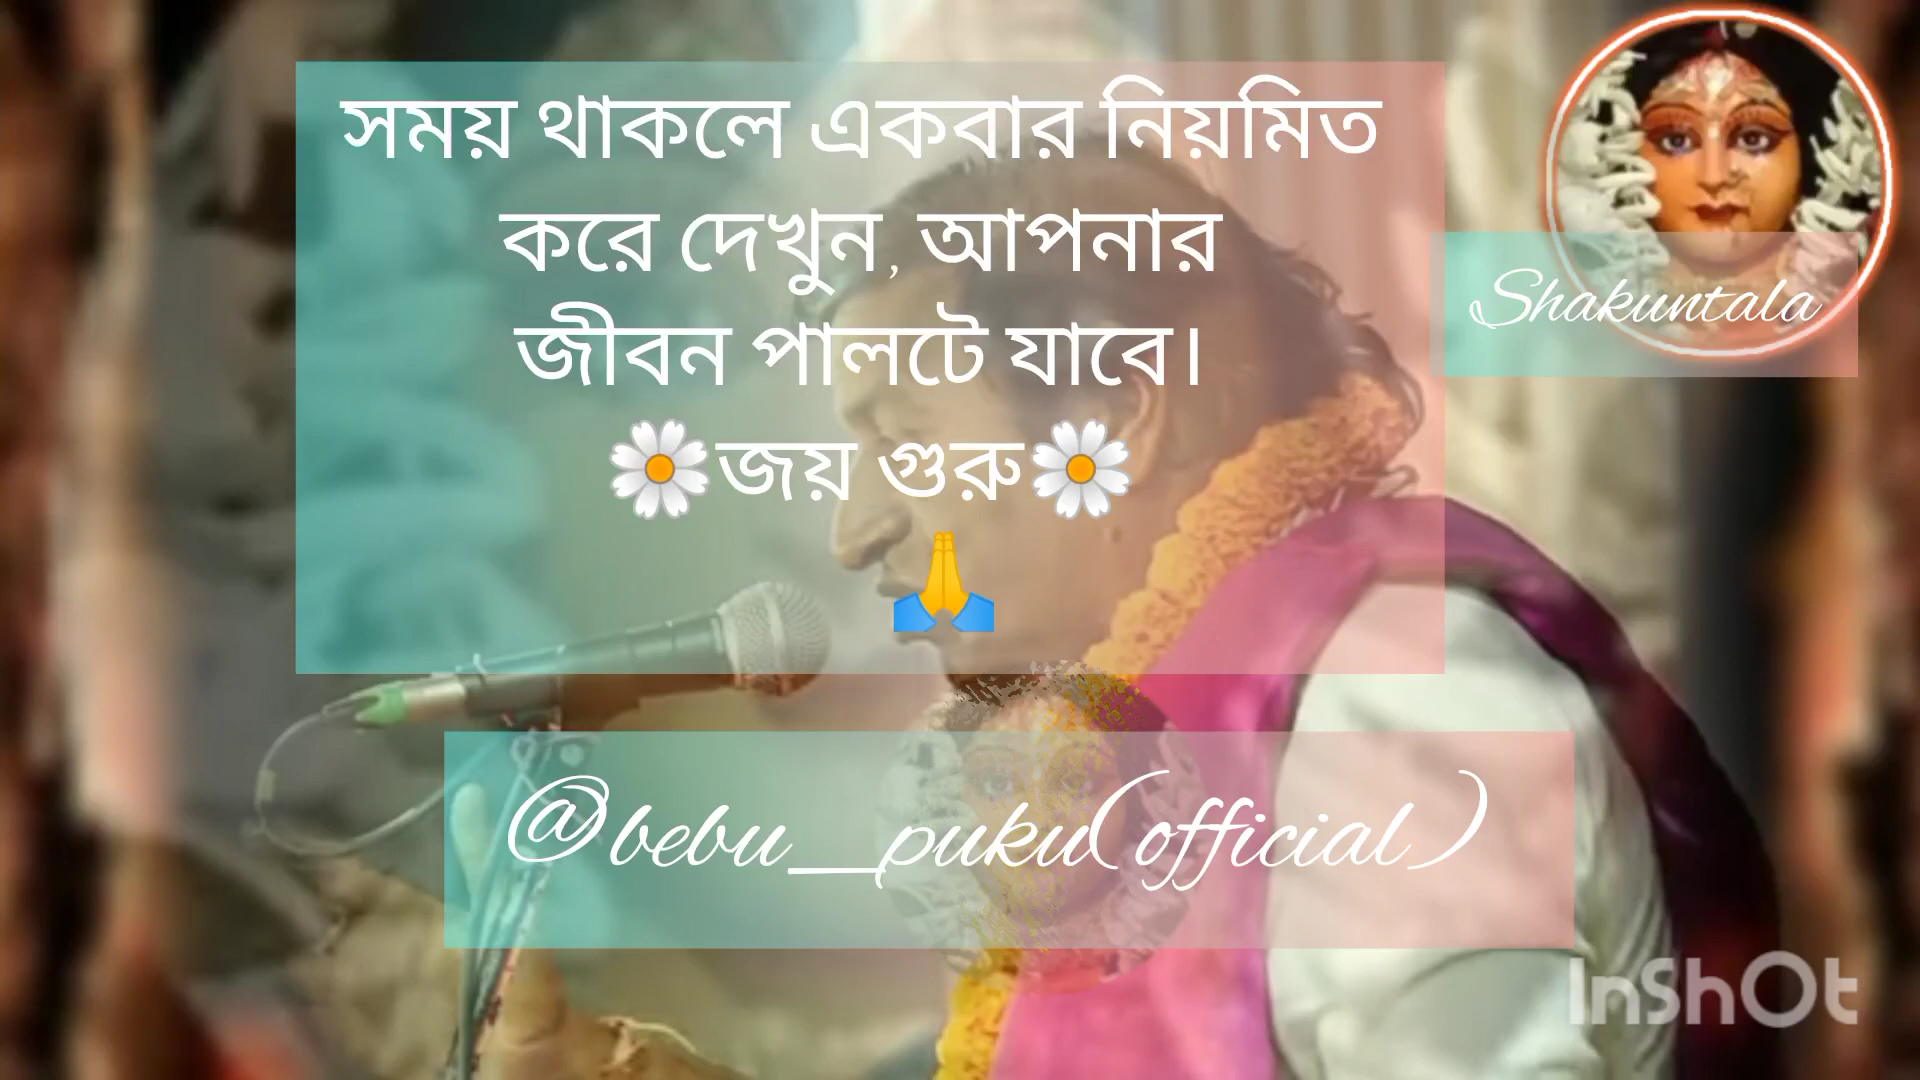 সময় থাকলে একবার নিয়মিত
করে দেখুন, আপনার
জীবন পালটে যাবে।
🌼জয় গুরু🌼
🙏
Shakuntala
@bebu_puku(official)
InShOt